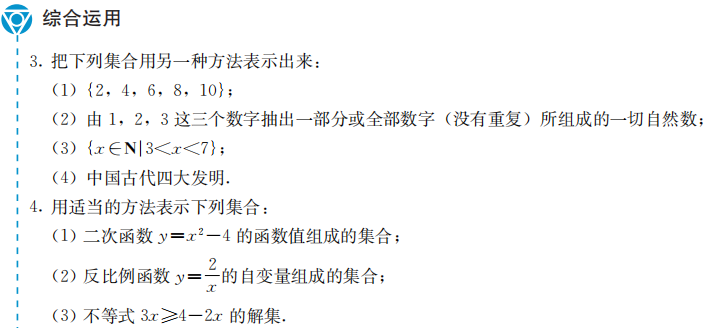 综合运用
3. 把下列集合用另一种方法表示出来：
（1）{2，4，6，8，10}；
（2）由 1，2，3 这三个数字抽出一部分或全部数字（没有重复）所组成的一切自然数；
（3）{x∈N|3<x<7}；
（4）中国古代四大发明.
4. 用适当的方法表示下列集合：
（1）二次函数 y=x²−4 的函数值组成的集合；
（2）反比例函数 y=2/x 的自变量组成的集合；
（3）不等式 3x⩾4−2x 的解集.